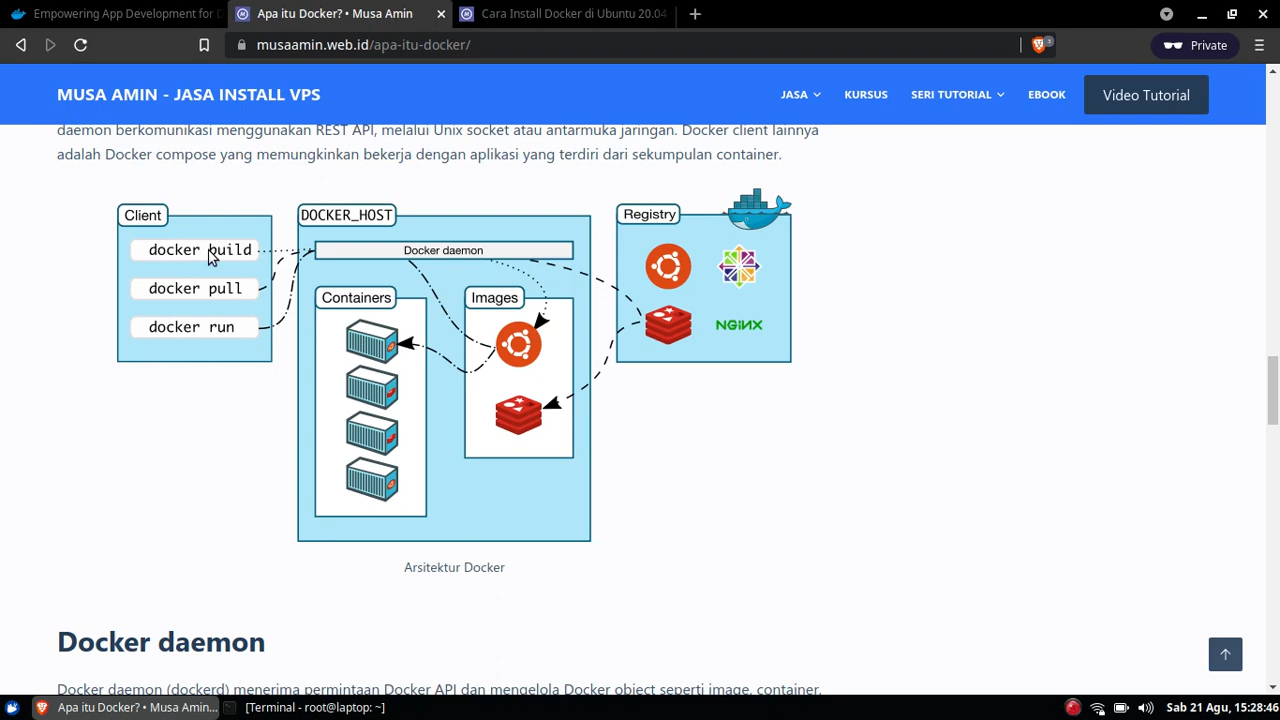 Empowering App Development for D
Apa itu Docker? • Musa Amin
Cara Install Docker di Ubuntu 20.04
musaamin.web.id/apa-itu-docker/
3
Private
MUSA AMIN - JASA INSTALL VPS
JASA
KURSUS
SERI TUTORIAL
EBOOK
Video Tutorial
daemon berkomunikasi menggunakan REST API, melalui Unix socket atau antarmuka jaringan. Docker client lainnya
adalah Docker compose yang memungkinkan bekerja dengan aplikasi yang terdiri dari sekumpulan container.
Client
docker build
docker pull
docker run
DOCKER_HOST
Docker daemon
Containers
Images
Registry
NGINX
Arsitektur Docker
Docker daemon
Docker daemon (dockerd) menerima permintaan Docker API dan mengelola Docker object seperti image, container,
Apa itu Docker? • Musa Amin...
[Terminal - root@laptop: ~]
Sab 21 Agu, 15:28:46